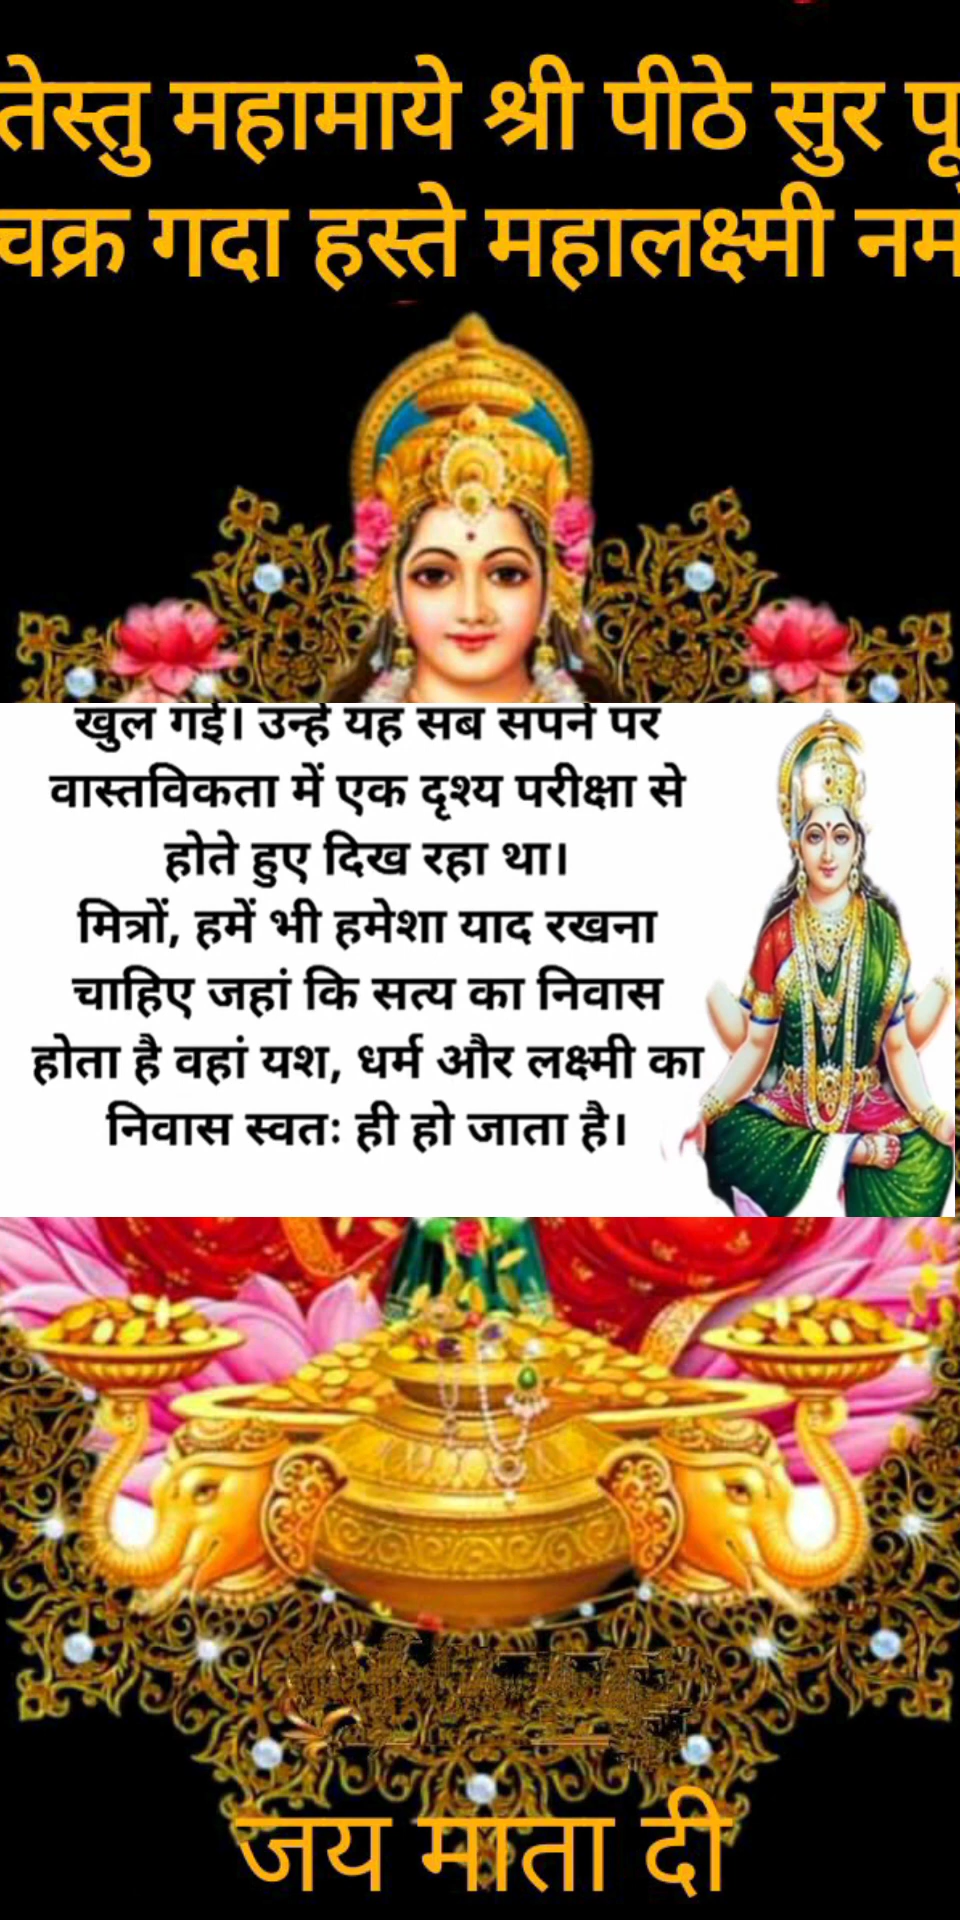 तेस्तु महामाये श्री पीठे सुर पू
चक्र गदा हस्ते महालक्ष्मी नमो
खुल गई। उन्हे यह सब सपने पर
वास्तविकता में एक दृश्य परीक्षा से
होते हुए दिख रहा था।
मित्रों, हमें भी हमेशा याद रखना
चाहिए जहां कि सत्य का निवास
होता है वहां यश, धर्म और लक्ष्मी का
निवास स्वतः ही हो जाता है।
जय माता दी